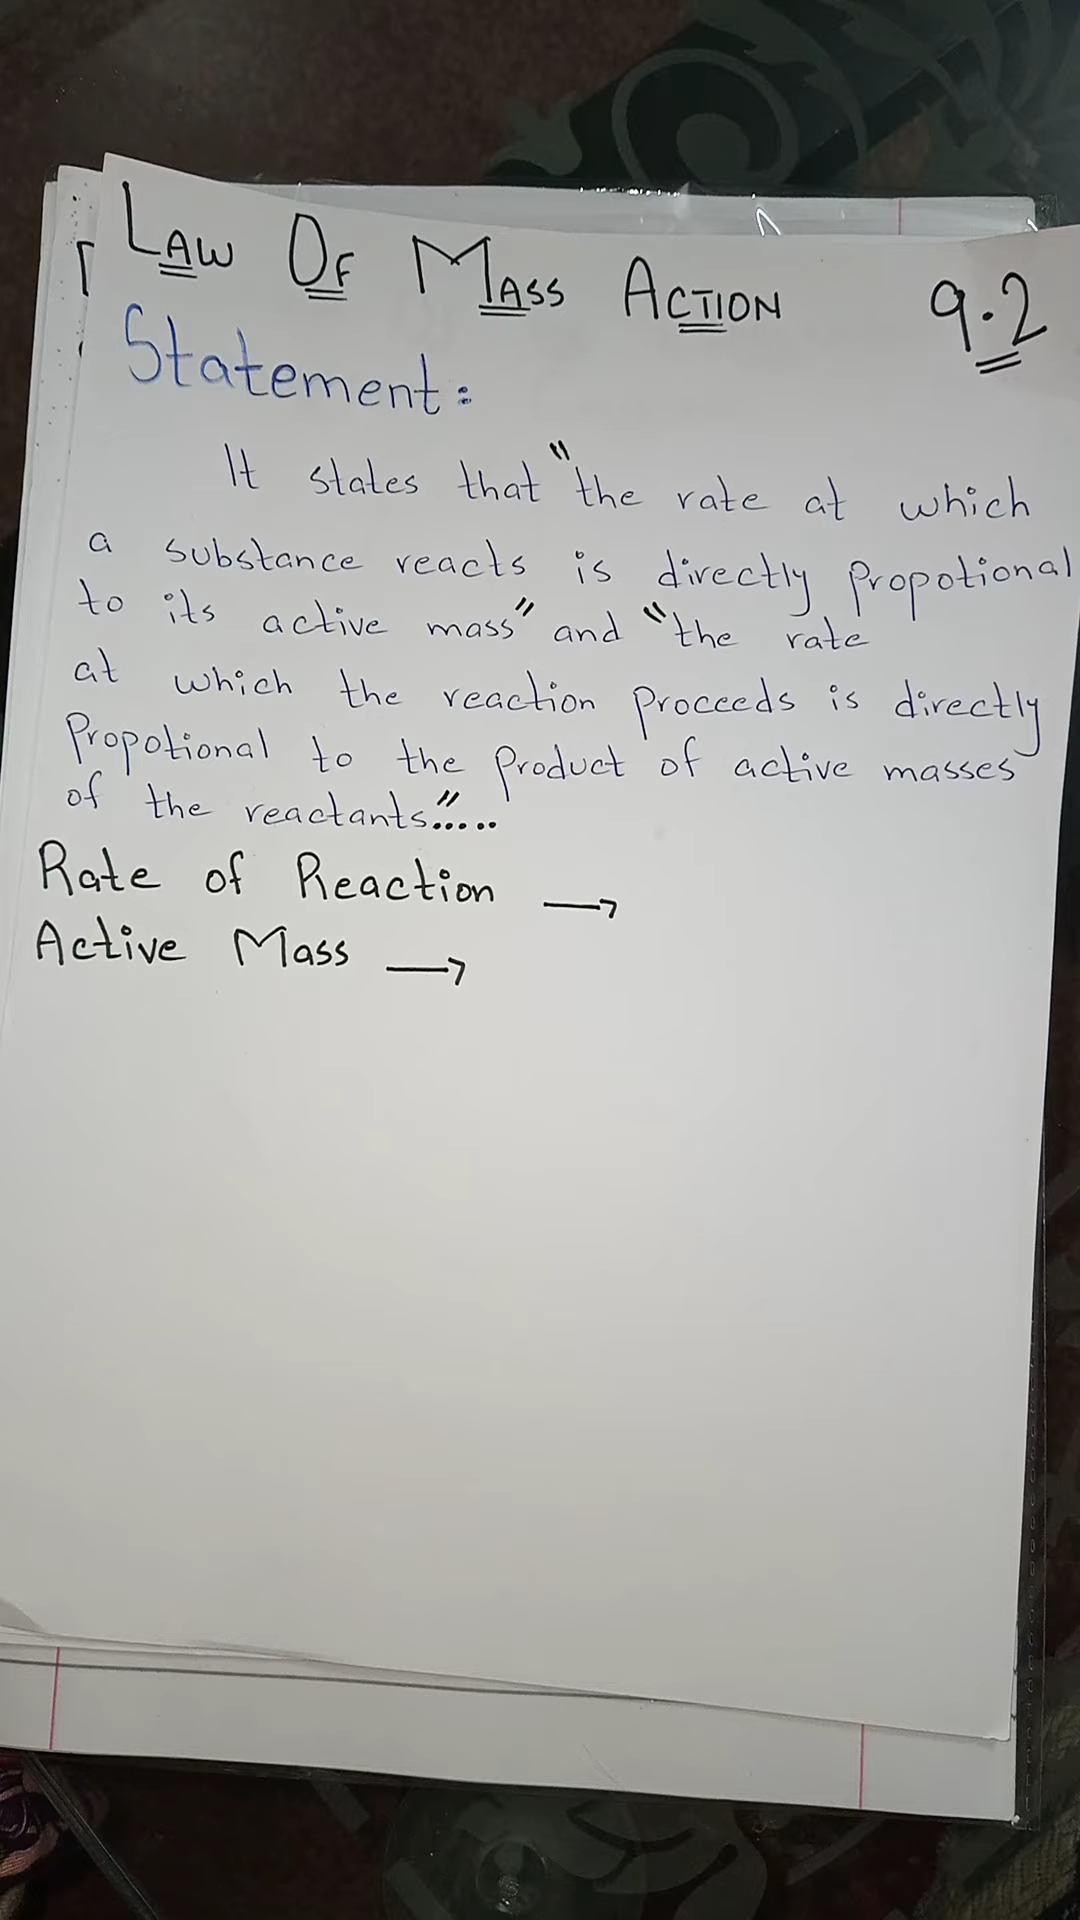 LAW OF MASS ACTION 9.2
Statement:
It states that "the rate at which
a substance reacts is directly Propotional
to its active mass" and "the rate
at which the reaction Proceeds is directly
Propotional to the Product of active masses
of the reactants".....
Rate of Reaction →
Active Mass →